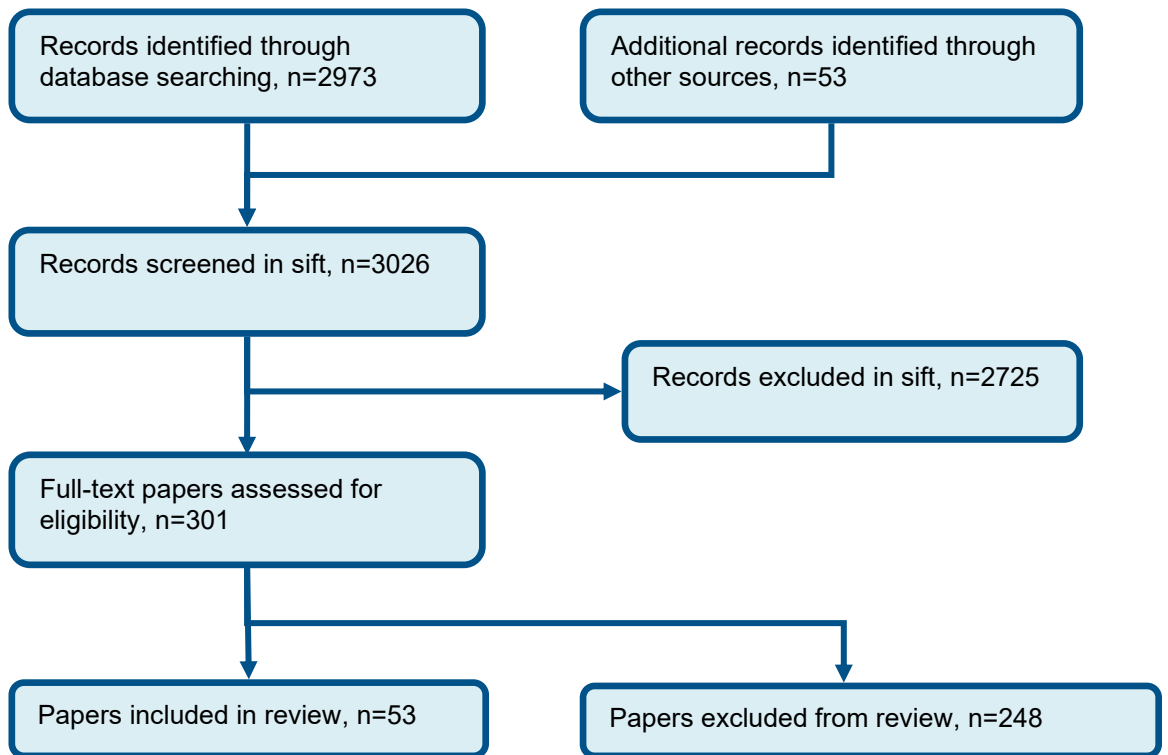 Records identified through
database searching, n=2973
Additional records identified through
other sources, n=53
Records screened in sift, n=3026
Records excluded in sift, n=2725
Full-text papers assessed for
eligibility, n=301
Papers included in review, n=53
Papers excluded from review, n=248